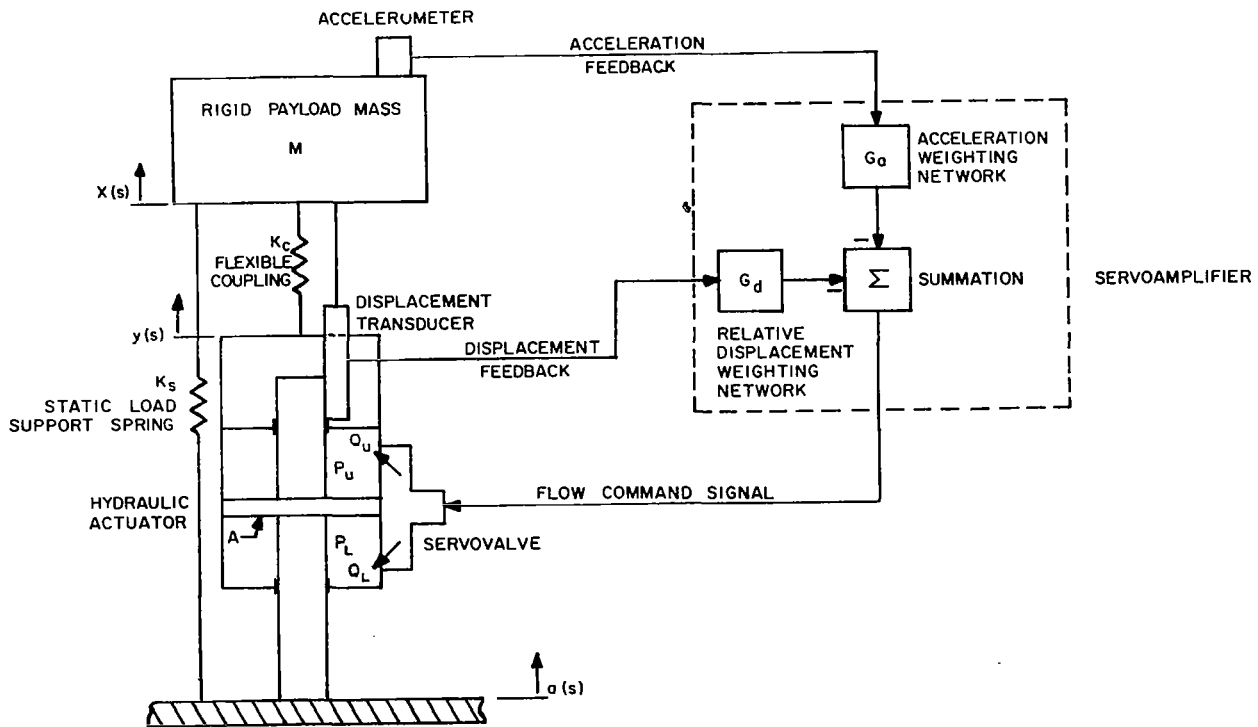 ACCELEROMETER
ACCELERATION
FEEDBACK
RIGID PAYLOAD MASS
M
X(s)
Ga
ACCELERATION
WEIGHTING
NETWORK
Kc
FLEXIBLE
COUPLING
−
Gd
−
Σ
SUMMATION
SERVOAMPLIFIER
DISPLACEMENT
TRANSDUCER
y(s)
DISPLACEMENT
FEEDBACK
RELATIVE
DISPLACEMENT
WEIGHTING
NETWORK
Ks
STATIC LOAD
SUPPORT SPRING
QU
PU
HYDRAULIC
ACTUATOR
FLOW COMMAND SIGNAL
A
PL
QL
SERVOVALVE
a(s)